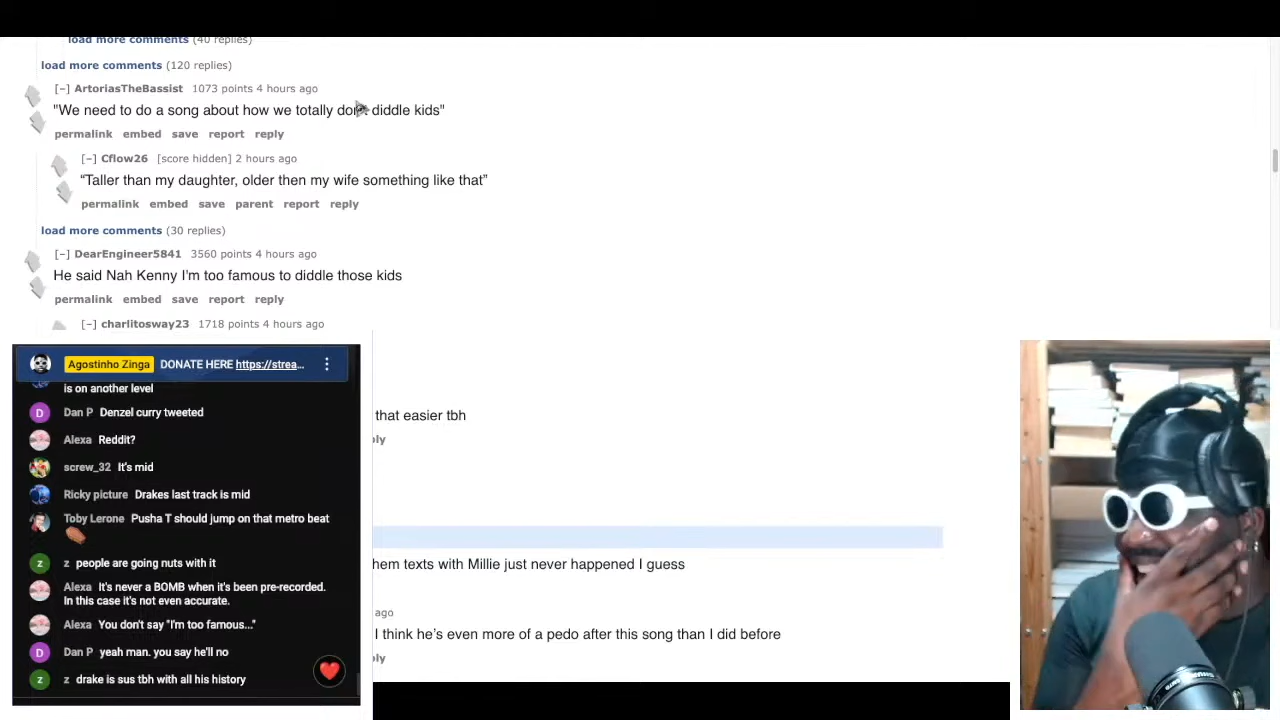 load more comments (40 replies)
load more comments (120 replies)
[–] ArtoriasTheBassist 1073 points 4 hours ago
"We need to do a song about how we totally dont diddle kids"
permalink embed save report reply
[–] Cflow26 [score hidden] 2 hours ago
“Taller than my daughter, older then my wife something like that”
permalink embed save parent report reply
load more comments (30 replies)
[–] DearEngineer5841 3560 points 4 hours ago
He said Nah Kenny I'm too famous to diddle those kids
permalink embed save report reply
[–] charlitosway23 1718 points 4 hours ago
Agostinho Zinga DONATE HERE https://strea...
is on another level
D Dan P Denzel curry tweeted
Alexa Reddit?
screw_32 It's mid
Ricky picture Drakes last track is mid
Toby Lerone Pusha T should jump on that metro beat
z z people are going nuts with it
Alexa It's never a BOMB when it's been pre-recorded.
In this case it's not even accurate.
Alexa You don't say "I'm too famous..."
D Dan P yeah man. you say he'll no
z z drake is sus tbh with all his history
that easier tbh
ply
hem texts with Millie just never happened I guess
ago
I think he's even more of a pedo after this song than I did before
ply